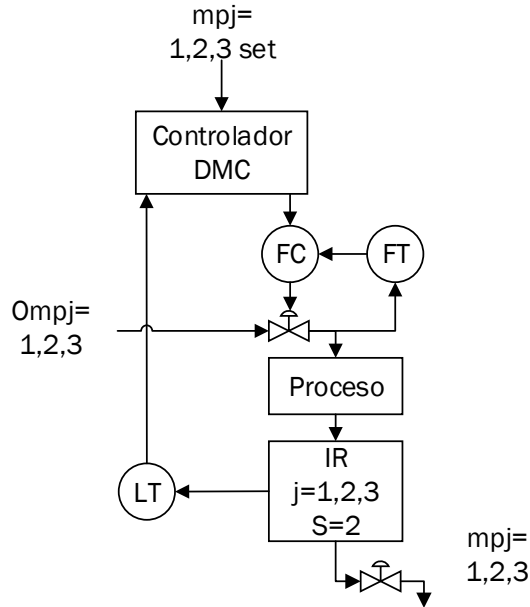 mpj=
1,2,3 set
Controlador
DMC
FC
FT
Ompj=
1,2,3
Proceso
IR
j=1,2,3
S=2
LT
mpj=
1,2,3